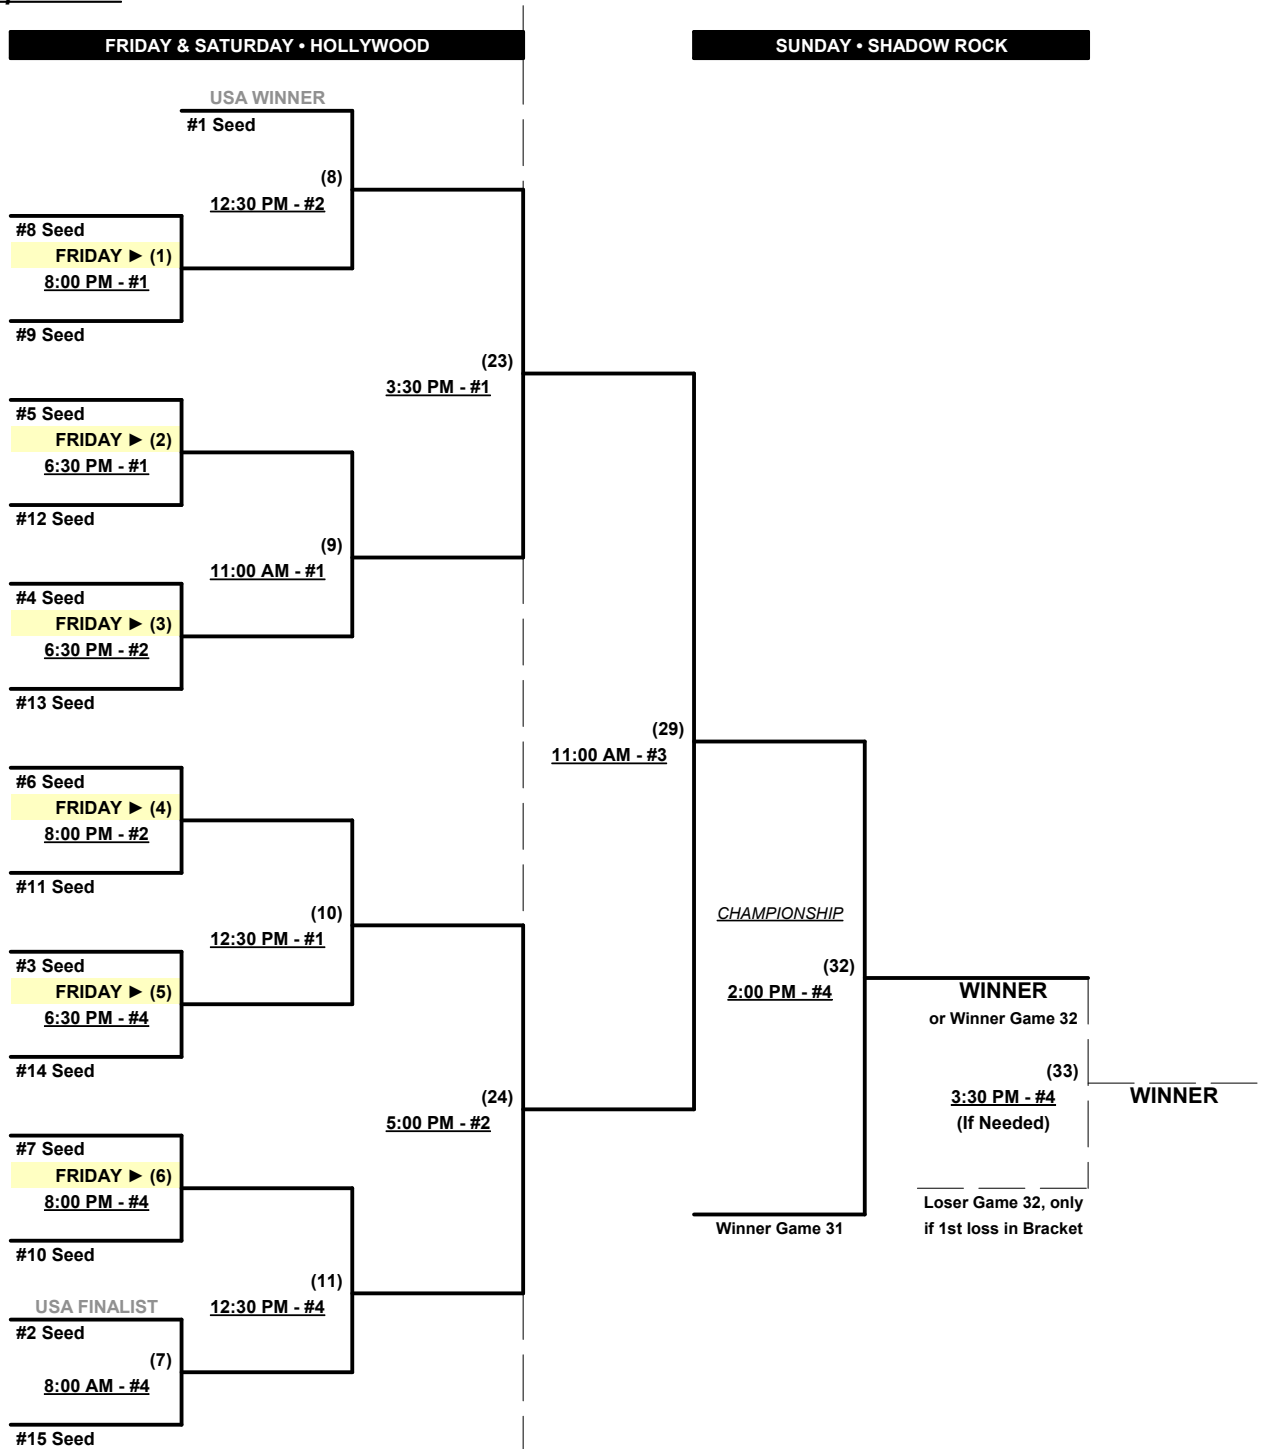 FRIDAY & SATURDAY • HOLLYWOOD
SUNDAY • SHADOW ROCK
USA WINNER
#1 Seed
(8)
12:30 PM - #2
#8 Seed
FRIDAY ► (1)
8:00 PM - #1
#9 Seed
(23)
3:30 PM - #1
#5 Seed
FRIDAY ► (2)
6:30 PM - #1
#12 Seed
(9)
11:00 AM - #1
#4 Seed
FRIDAY ► (3)
6:30 PM - #2
#13 Seed
(29)
11:00 AM - #3
#6 Seed
FRIDAY ► (4)
8:00 PM - #2
#11 Seed
(10)
12:30 PM - #1
CHAMPIONSHIP
(32)
2:00 PM - #4
#3 Seed
FRIDAY ► (5)
6:30 PM - #4
#14 Seed
WINNER
or Winner Game 32
(33)
3:30 PM - #4
(If Needed)
WINNER
(24)
5:00 PM - #2
#7 Seed
FRIDAY ► (6)
8:00 PM - #4
#10 Seed
Winner Game 31
Loser Game 32, only
if 1st loss in Bracket
(11)
12:30 PM - #4
USA FINALIST
#2 Seed
(7)
8:00 AM - #4
#15 Seed